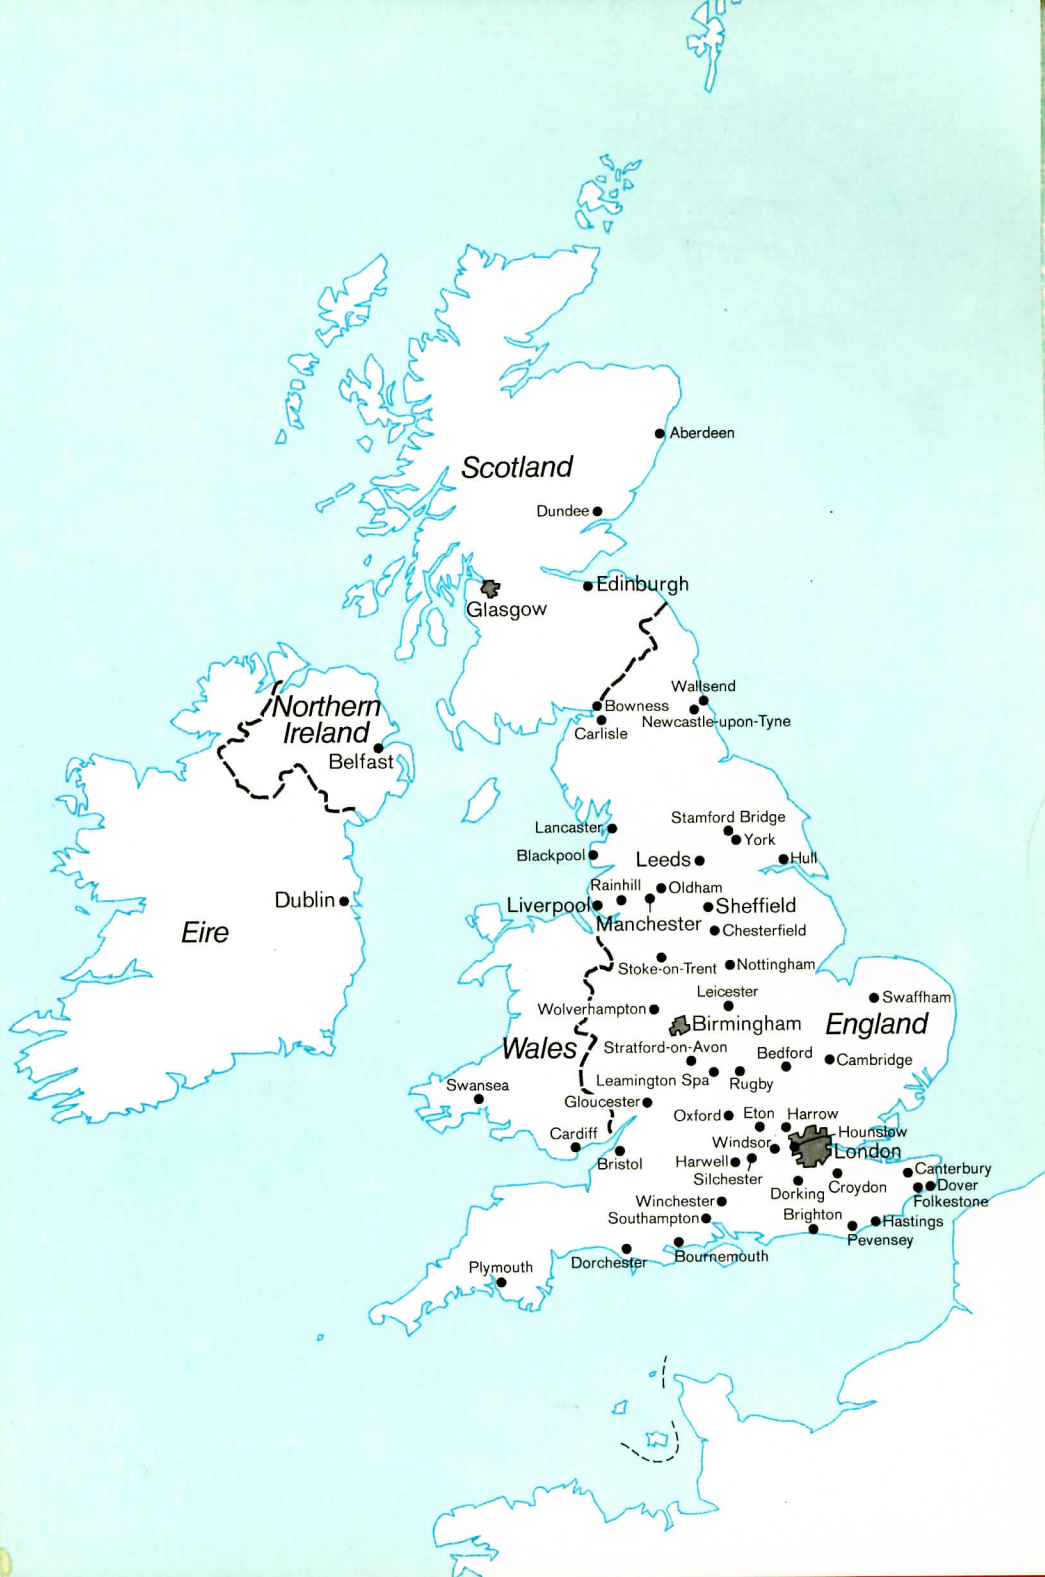 Aberdeen
Scotland
Dundee
Edinburgh
Glasgow
Wallsend
Bowness
Newcastle-upon-Tyne
Carlisle
Northern
Ireland
Belfast
Stamford Bridge
Lancaster
York
Blackpool
Leeds
Hull
Rainhill
Oldham
Dublin
Liverpool
Sheffield
Manchester
Chesterfield
Eire
Stoke-on-Trent
Nottingham
Leicester
Swaffham
Wolverhampton
Birmingham
England
Wales
Stratford-on-Avon
Bedford
Cambridge
Leamington Spa
Rugby
Swansea
Gloucester
Oxford
Eton
Harrow
Hounslow
Cardiff
Windsor
London
Bristol
Harwell
Canterbury
Silchester
Dorking
Croydon
Dover
Winchester
Folkestone
Southampton
Brighton
Hastings
Pevensey
Dorchester
Bournemouth
Plymouth